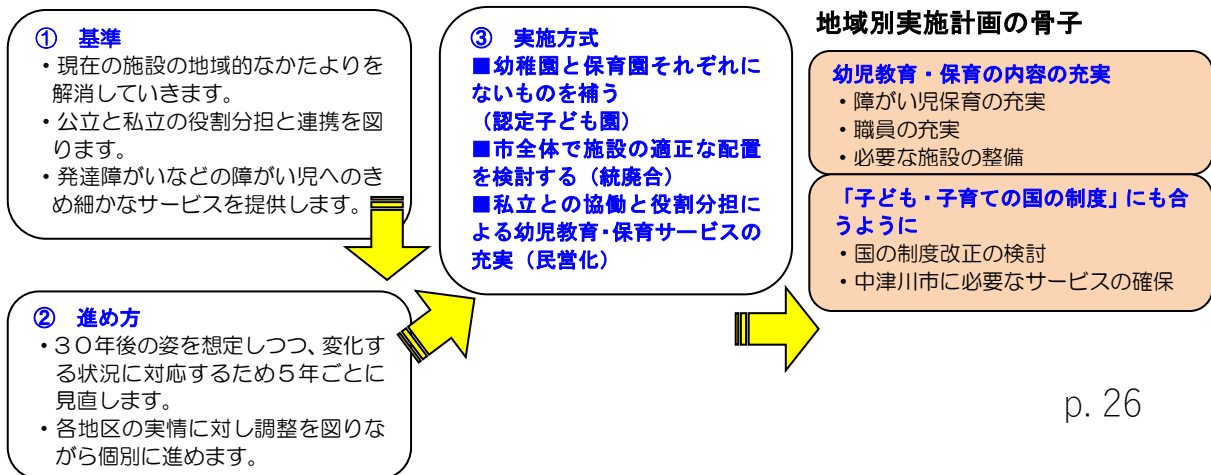 ① 基準
・現在の施設の地域的なかたよりを
解消していきます。
・公立と私立の役割分担と連携を図
ります。
・発達障がいなどの障がい児へのき
め細かなサービスを提供します。
② 進め方
・３０年後の姿を想定しつつ、変化す
る状況に対応するため５年ごとに
見直します。
・各地区の実情に対し調整を図りな
がら個別に進めます。
③ 実施方式
■幼稚園と保育園それぞれに
ないものを補う
（認定子ども園）
■市全体で施設の適正な配置
を検討する（統廃合）
■私立との協働と役割分担に
よる幼児教育・保育サービスの
充実（民営化）
地域別実施計画の骨子
幼児教育・保育の内容の充実
・障がい児保育の充実
・職員の充実
・必要な施設の整備
「子ども・子育ての国の制度」にも合
うように
・国の制度改正の検討
・中津川市に必要なサービスの確保
p. 26